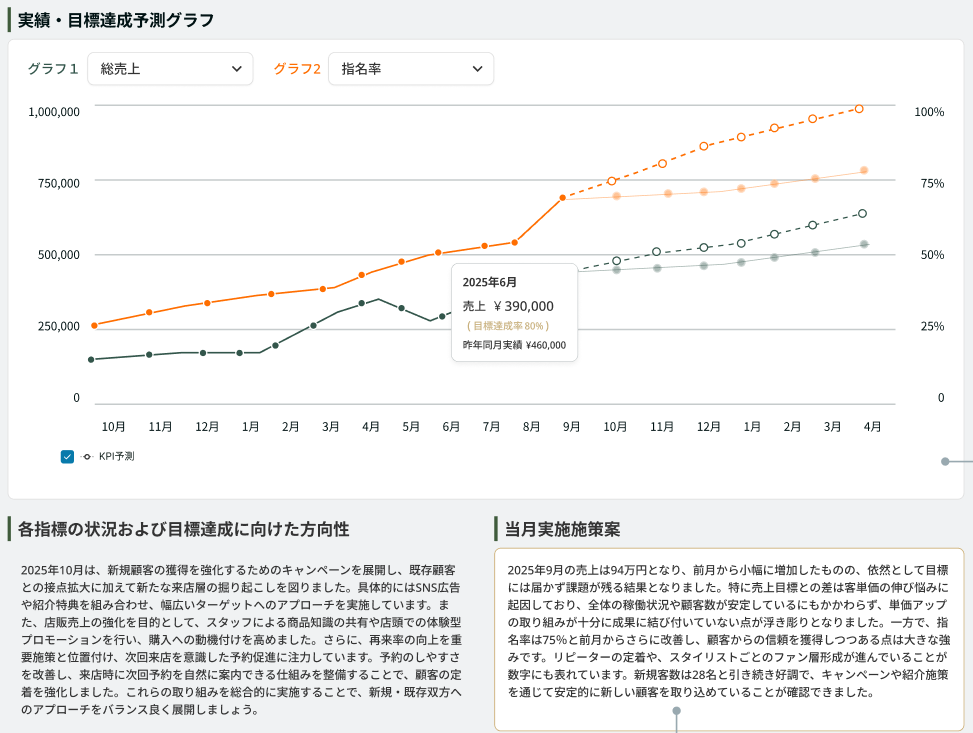 実績・目標達成予測グラフ
グラフ1 総売上 グラフ2 指名率
1,000,000 100%
750,000 75%
500,000 50%
250,000 25%
0 0
2025年6月
売上 ￥390,000
（目標達成率80%）
昨年同月実績 ¥460,000
10月 11月 12月 1月 2月 3月 4月 5月 6月 7月 8月 9月 10月 11月 12月 1月 2月 3月 4月
KPI予測
各指標の状況および目標達成に向けた方向性
2025年10月は、新規顧客の獲得を強化するためのキャンペーンを展開し、既存顧客
との接点拡大に加えて新たな来店層の掘り起こしを図りました。具体的にはSNS広告
や紹介特典を組み合わせ、幅広いターゲットへのアプローチを実施しています。ま
た、店販売上の強化を目的として、スタッフによる商品知識の共有や店頭での体験型
プロモーションを行い、購入への動機付けを高めました。さらに、再来率の向上を重
要施策と位置付け、次回来店を意識した予約促進に注力しています。予約のしやすさ
を改善し、来店時に次回予約を自然に案内できる仕組みを整備することで、顧客の定
着を強化しました。これらの取り組みを総合的に実施することで、新規・既存双方へ
のアプローチをバランス良く展開しましょう。
当月実施施策案
2025年9月の売上は94万円となり、前月から小幅に増加したものの、依然として目標
には届かず課題が残る結果となりました。特に売上目標との差は客単価の伸び悩みに
起因しており、全体の稼働状況や顧客数が安定しているにもかかわらず、単価アップ
の取り組みが十分に成果に結び付いていない点が浮き彫りとなりました。一方で、指
名率は75%と前月からさらに改善し、顧客からの信頼を獲得しつつある点は大きな強
みです。リピーターの定着や、スタイリストごとのファン層形成が進んでいることが
数字にも表れています。新規客数は28名と引き続き好調で、キャンペーンや紹介施策
を通じて安定的に新しい顧客を取り込めていることが確認できました。